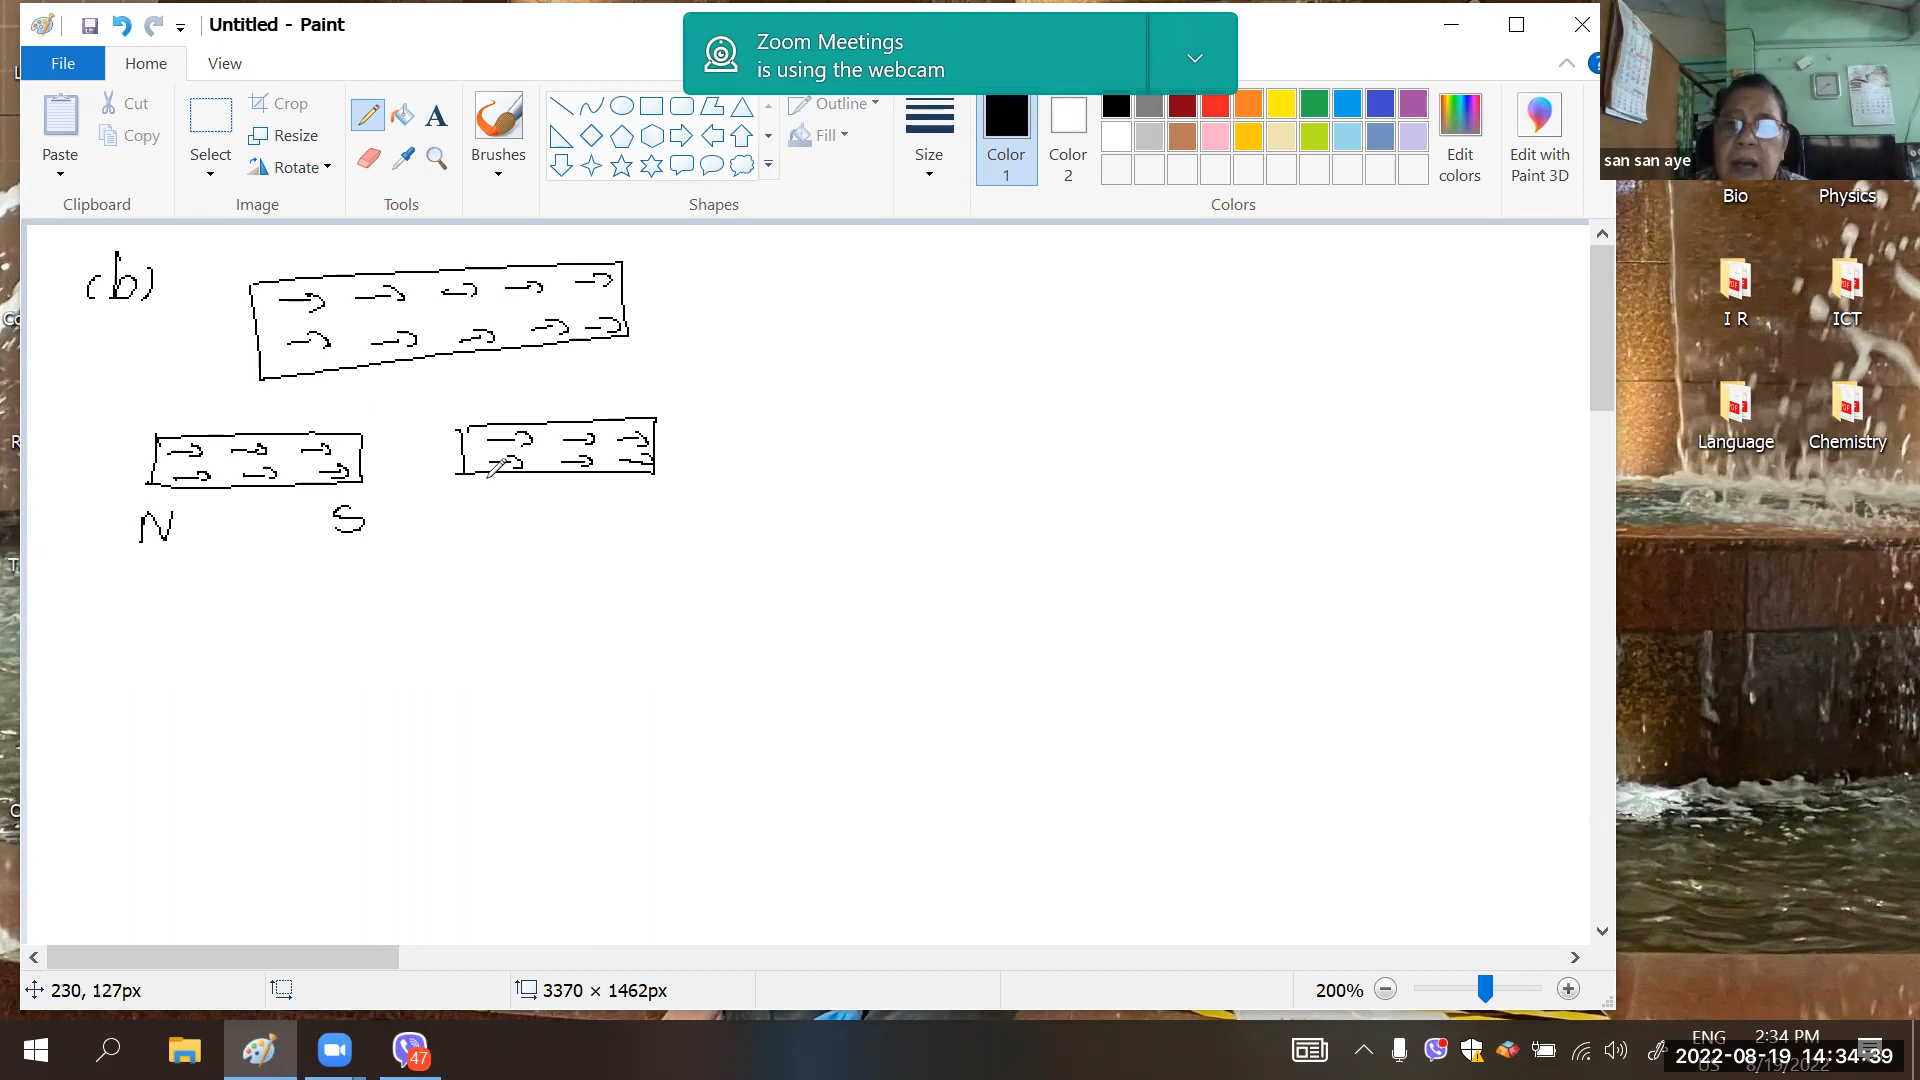 Untitled - Paint
Zoom Meetings
is using the webcam
File Home View
Cut
Copy
Paste
Clipboard
Select
Crop
Resize
Rotate
Image
A
Tools
Brushes
Outline
Fill
Shapes
Size
Color
1
Color
2
Edit
colors
Edit with
Paint 3D
Colors
san san aye
Bio Physics
I R ICT
Language Chemistry
(b)
N S
230, 127px
3370 × 1462px
200%
47
ENG
2:34 PM
2022-08-19 14:34:39